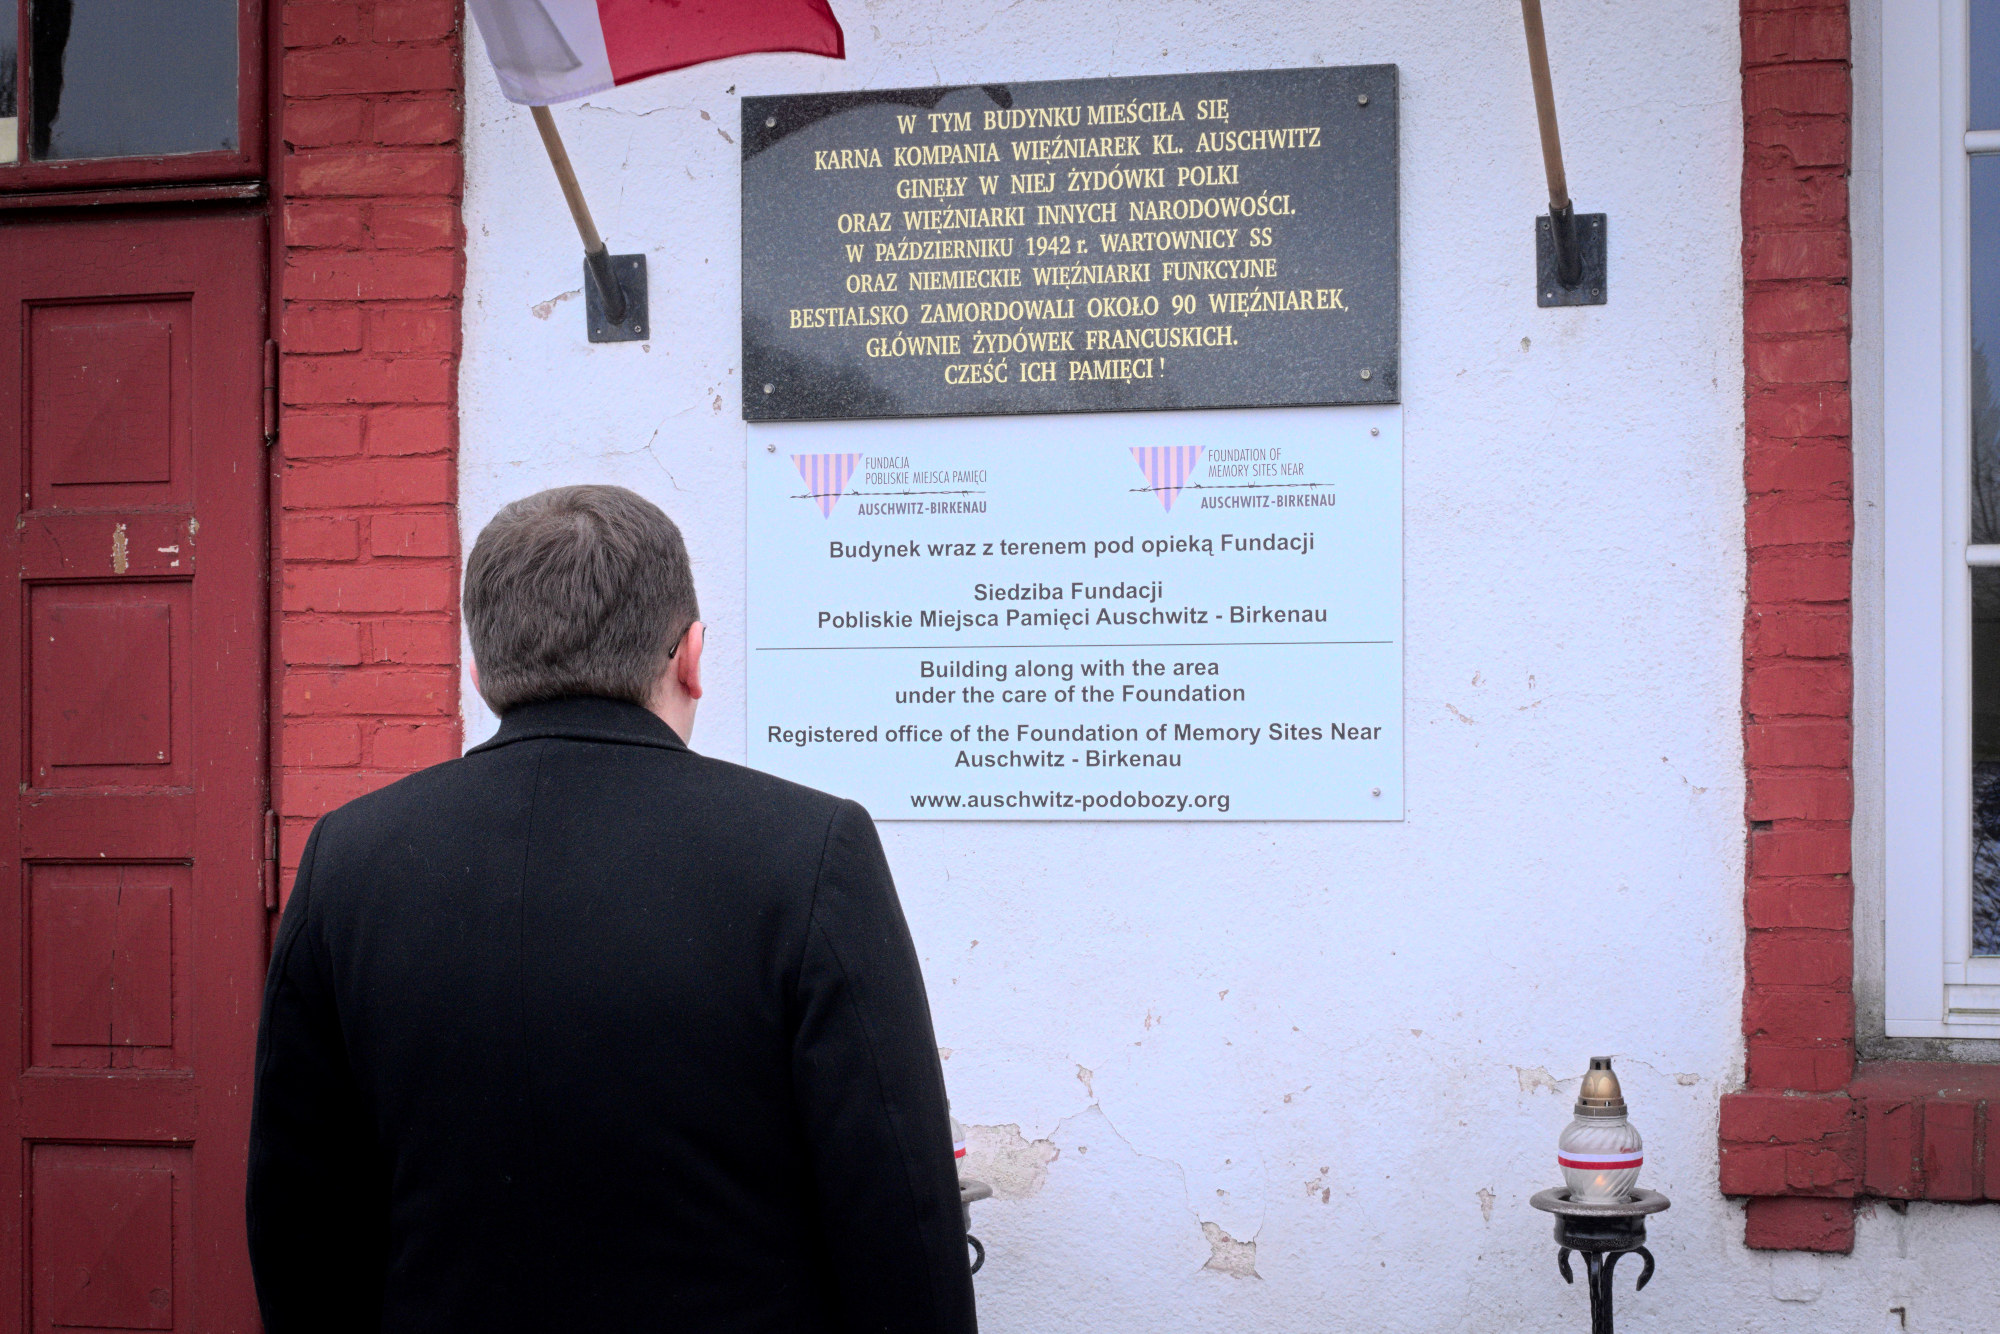 W TYM BUDYNKU MIEŚCIŁA SIĘ
KARNA KOMPANIA WIĘŹNIAREK KL. AUSCHWITZ
GINĘŁY W NIEJ ŻYDÓWKI POLKI
ORAZ WIĘŹNIARKI INNYCH NARODOWOŚCI.
W PAŹDZIERNIKU 1942 r. WARTOWNICY SS
ORAZ NIEMIECKIE WIĘŹNIARKI FUNKCYJNE
BESTIALSKO ZAMORDOWALI OKOŁO 90 WIĘŹNIAREK,
GŁÓWNIE ŻYDÓWEK FRANCUSKICH.
CZEŚĆ ICH PAMIĘCI !
FUNDACJA
POBLISKIE MIEJSCA PAMIĘCI
AUSCHWITZ-BIRKENAU
FOUNDATION OF
MEMORY SITES NEAR
AUSCHWITZ-BIRKENAU
Budynek wraz z terenem pod opieką Fundacji
Siedziba Fundacji
Pobliskie Miejsca Pamięci Auschwitz - Birkenau
Building along with the area
under the care of the Foundation
Registered office of the Foundation of Memory Sites Near
Auschwitz - Birkenau
www.auschwitz-podobozy.org